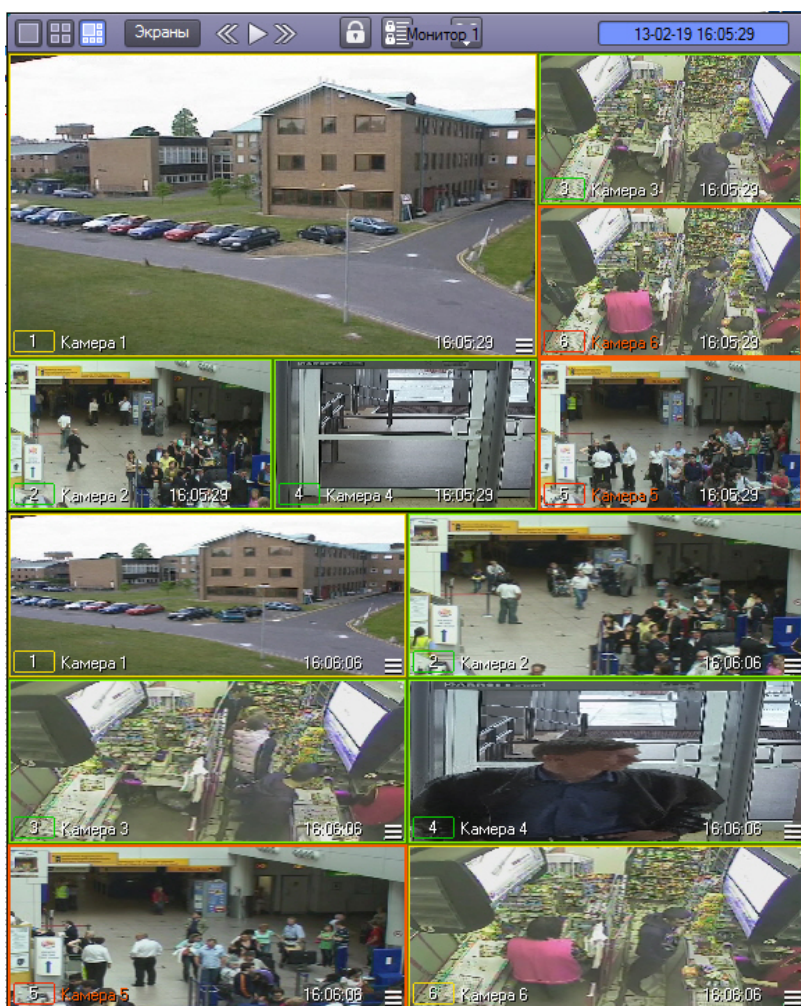 Экраны
Монитор 1
13-02-19 16:05:29
1 Камера 1 16:05:29
3 Камера 3 16:05:29
6 Камера 6 16:05:29
2 Камера 2 16:05:29
4 Камера 4 16:05:29
5 Камера 5 16:05:29
1 Камера 1 16:06:06
2 Камера 2 16:06:06
3 Камера 3 16:06:06
4 Камера 4 16:06:06
5 Камера 5 16:06:06
6 Камера 6 16:06:06